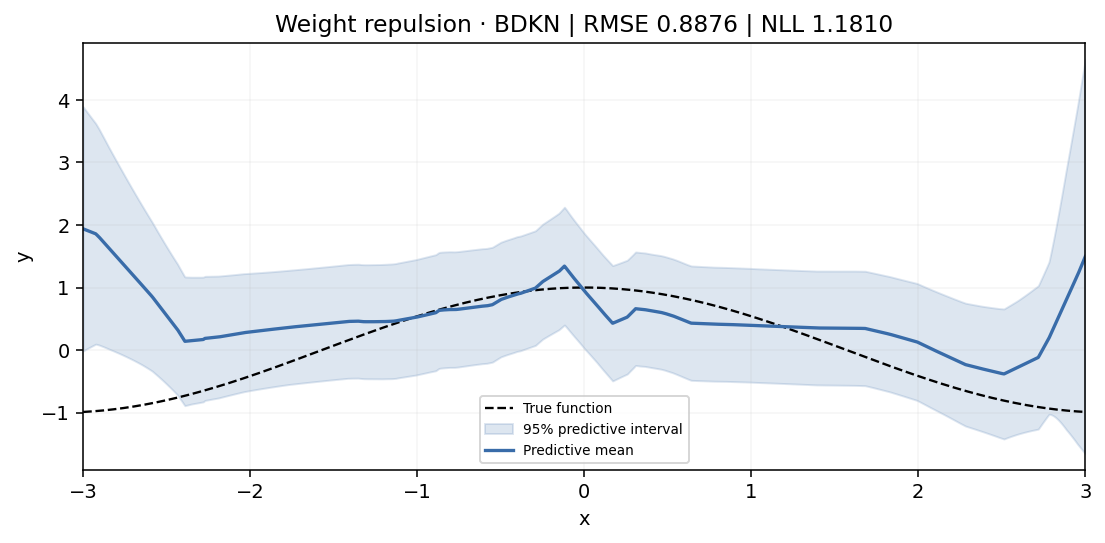 Weight repulsion · BDKN | RMSE 0.8876 | NLL 1.1810
y
4
3
2
1
0
−1
True function
95% predictive interval
Predictive mean
−3
−2
−1
0
1
2
3
x